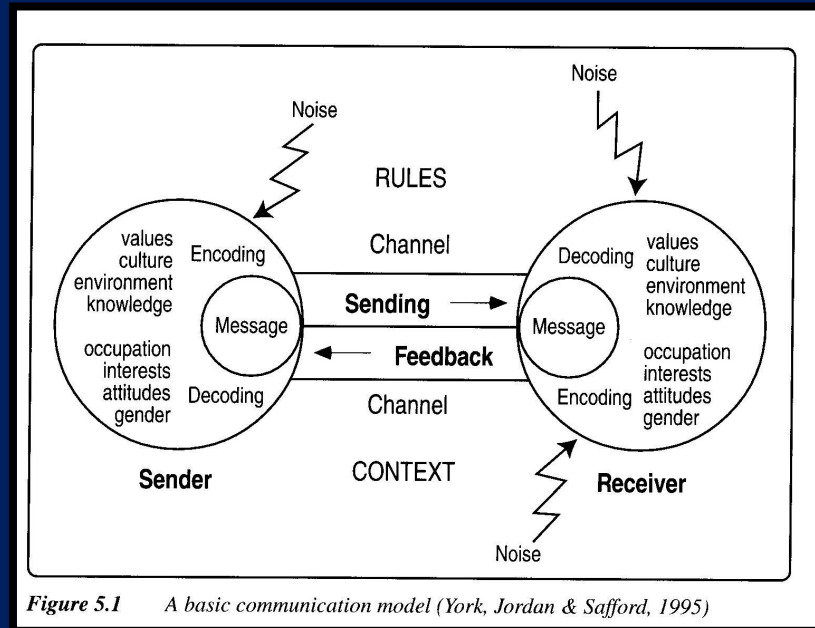 Noise
Noise
RULES
values
culture
environment
knowledge
Encoding
occupation
interests
attitudes
gender
Decoding
Message
Channel
Sending
Feedback
Channel
Decoding
values
culture
environment
knowledge
Message
occupation
interests
attitudes
gender
Encoding
Sender
CONTEXT
Receiver
Noise
Figure 5.1 A basic communication model (York, Jordan & Safford, 1995)